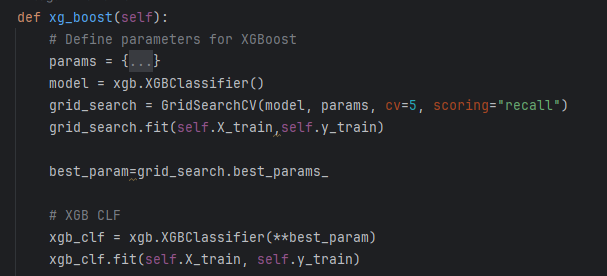 def xg_boost(self):
    # Define parameters for XGBoost
    params = {...}
    model = xgb.XGBClassifier()
    grid_search = GridSearchCV(model, params, cv=5, scoring="recall")
    grid_search.fit(self.X_train,self.y_train)
    best_param=grid_search.best_params_
    # XGB CLF
    xgb_clf = xgb.XGBClassifier(**best_param)
    xgb_clf.fit(self.X_train, self.y_train)